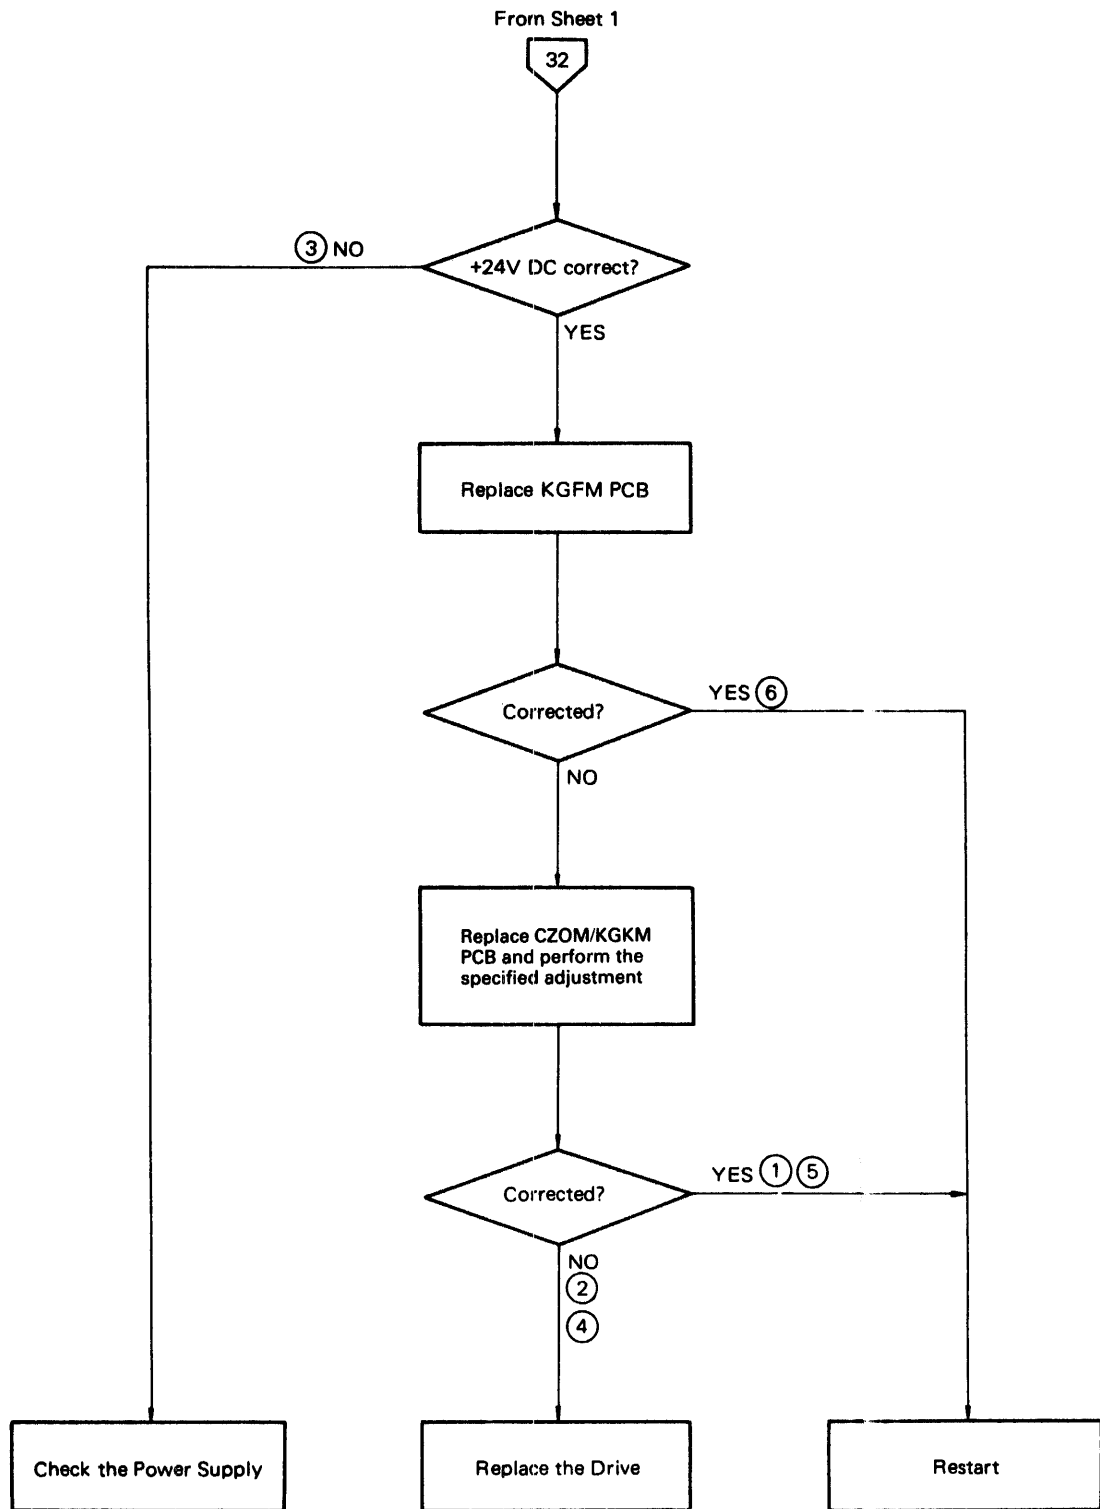 From Sheet 1
32
③ NO
+24V DC correct?
YES
Replace KGFM PCB
Corrected?
YES ⑥
NO
Replace CZOM/KGKM
PCB and perform the
specified adjustment
Corrected?
YES ① ⑤
NO
②
④
Check the Power Supply
Replace the Drive
Restart